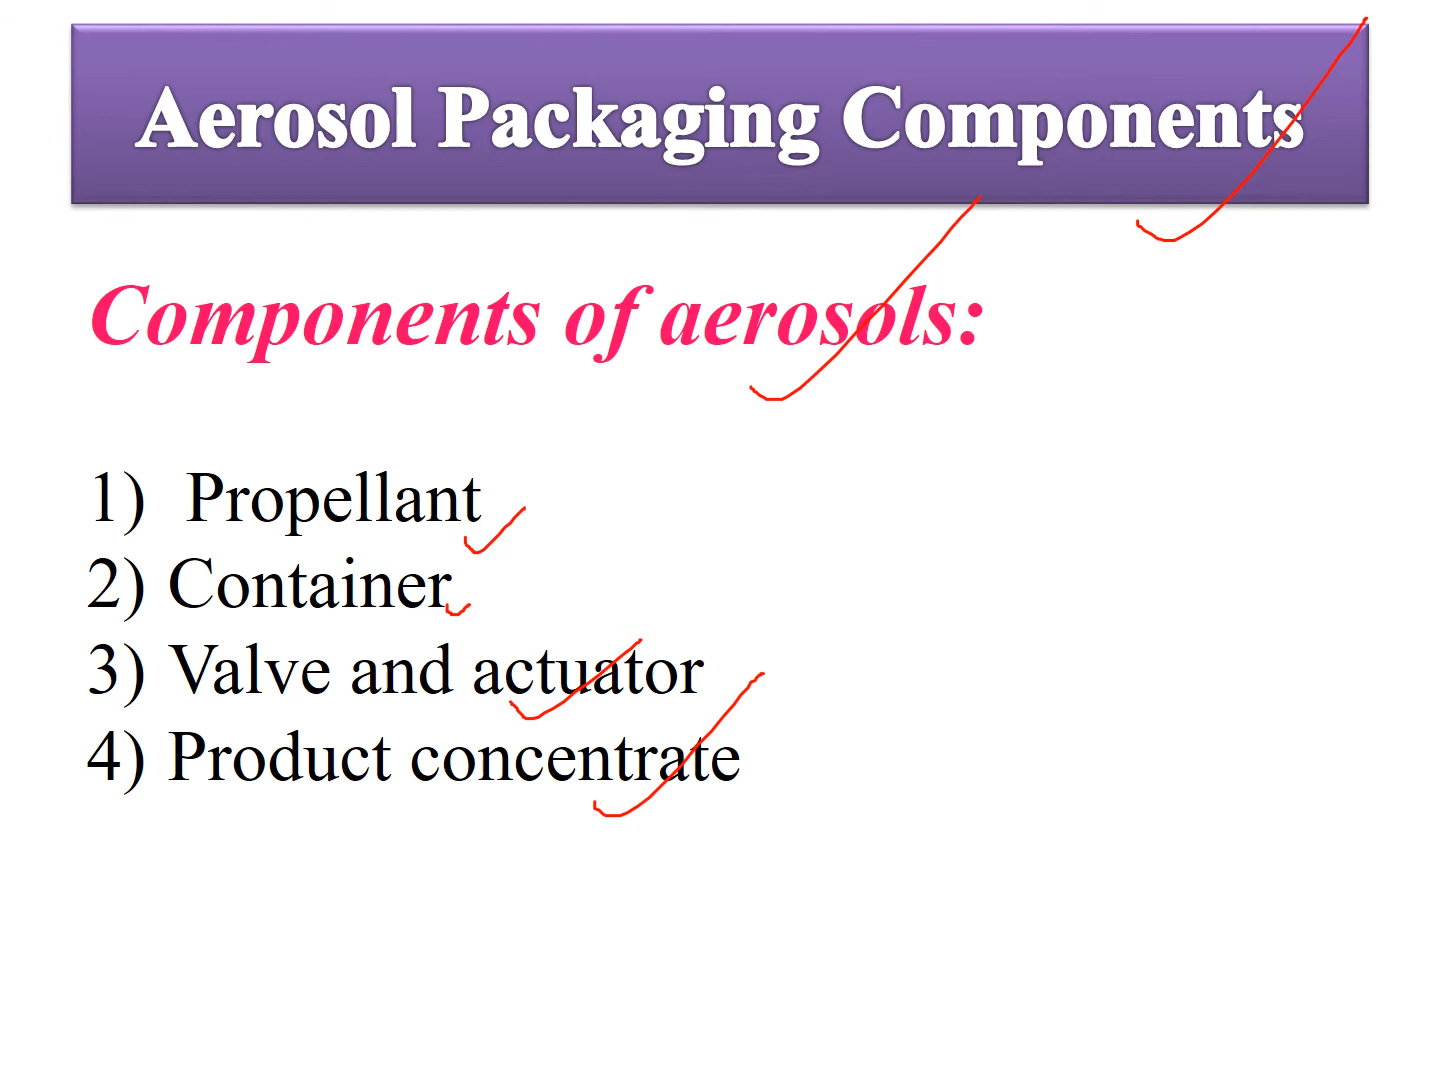 Aerosol Packaging Components
Components of aerosols:
1) Propellant
2) Container
3) Valve and actuator
4) Product concentrate